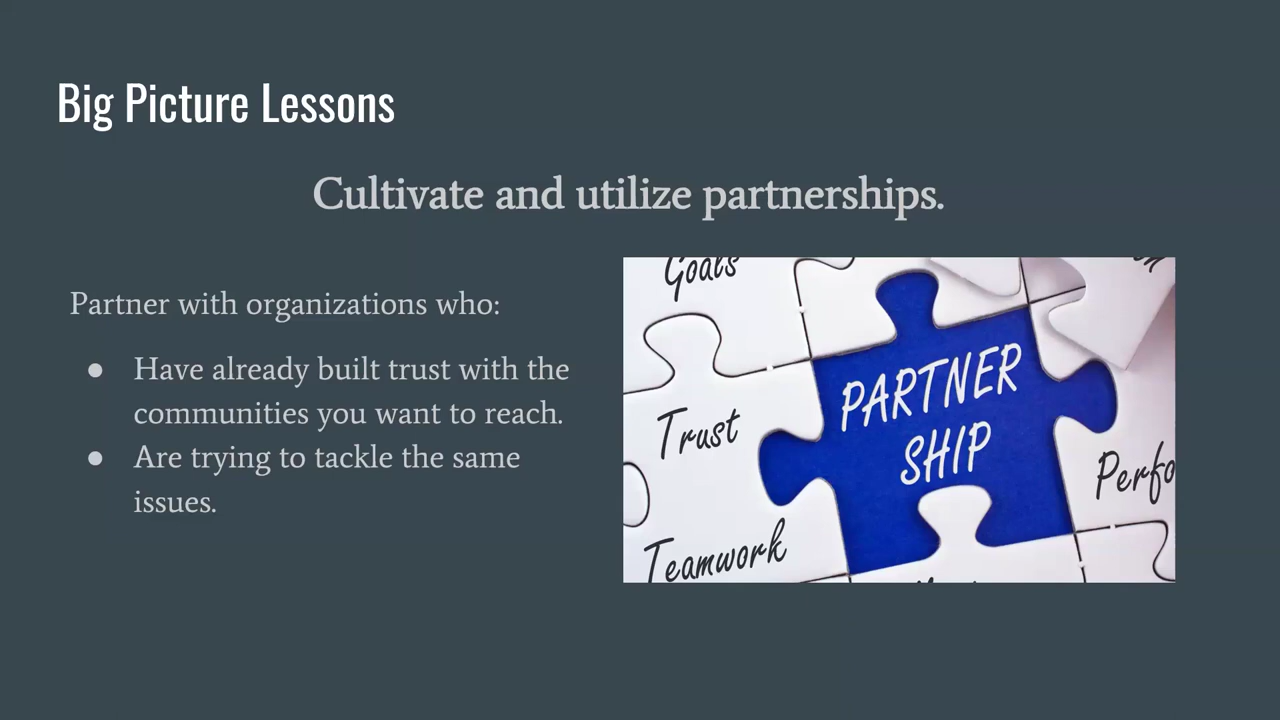 Big Picture Lessons
Cultivate and utilize partnerships.
Partner with organizations who:
● Have already built trust with the
communities you want to reach.
● Are trying to tackle the same
issues.
Goals
PARTNER
SHIP
Trust
Perfo
Teamwork